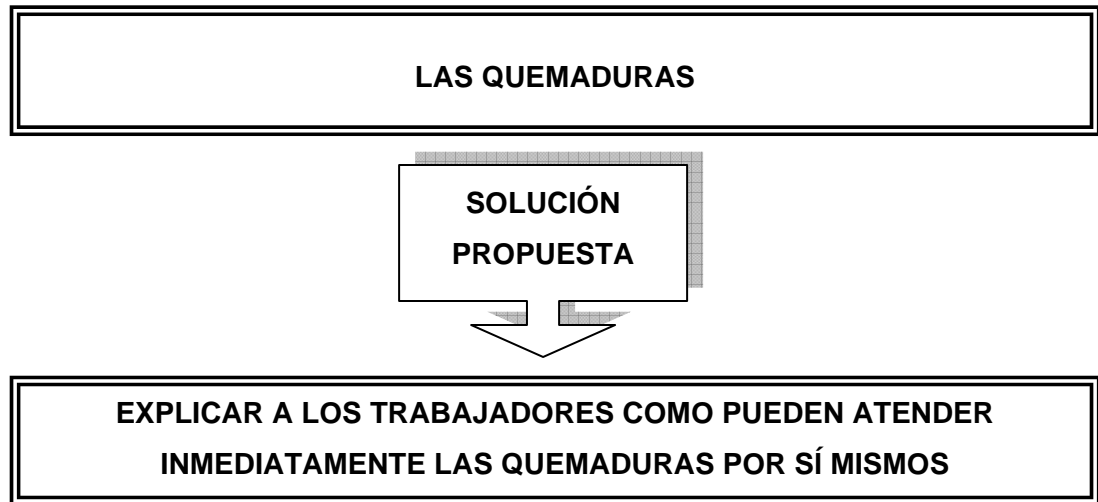 LAS QUEMADURAS
SOLUCIÓN
PROPUESTA
EXPLICAR A LOS TRABAJADORES COMO PUEDEN ATENDER
INMEDIATAMENTE LAS QUEMADURAS POR SÍ MISMOS